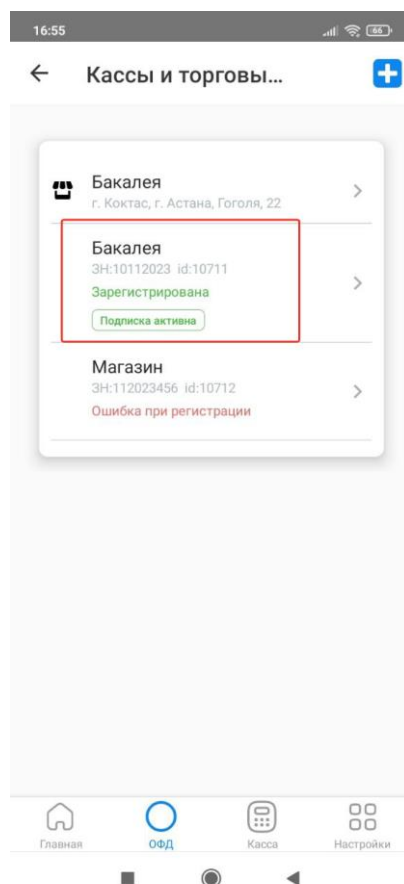 16:55
66
Кассы и торговы...
Бакалея
г. Коктас, г. Астана, Гоголя, 22
Бакалея
ЗН:10112023 id:10711
Зарегистрирована
Подписка активна
Магазин
ЗН:112023456 id:10712
Ошибка при регистрации
Главная
ОФД
Касса
Настройки